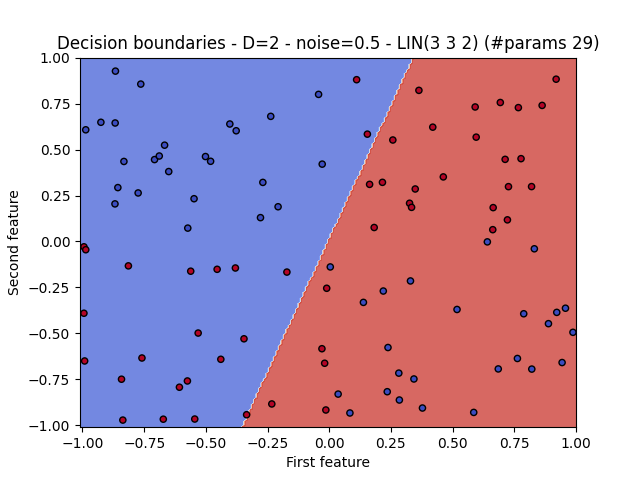 Decision boundaries - D=2 - noise=0.5 - LIN(3 3 2) (#params 29)
1.00
0.75
0.50
0.25
0.00
−0.25
−0.50
−0.75
−1.00
Second feature
−1.00 −0.75 −0.50 −0.25 0.00 0.25 0.50 0.75 1.00
First feature